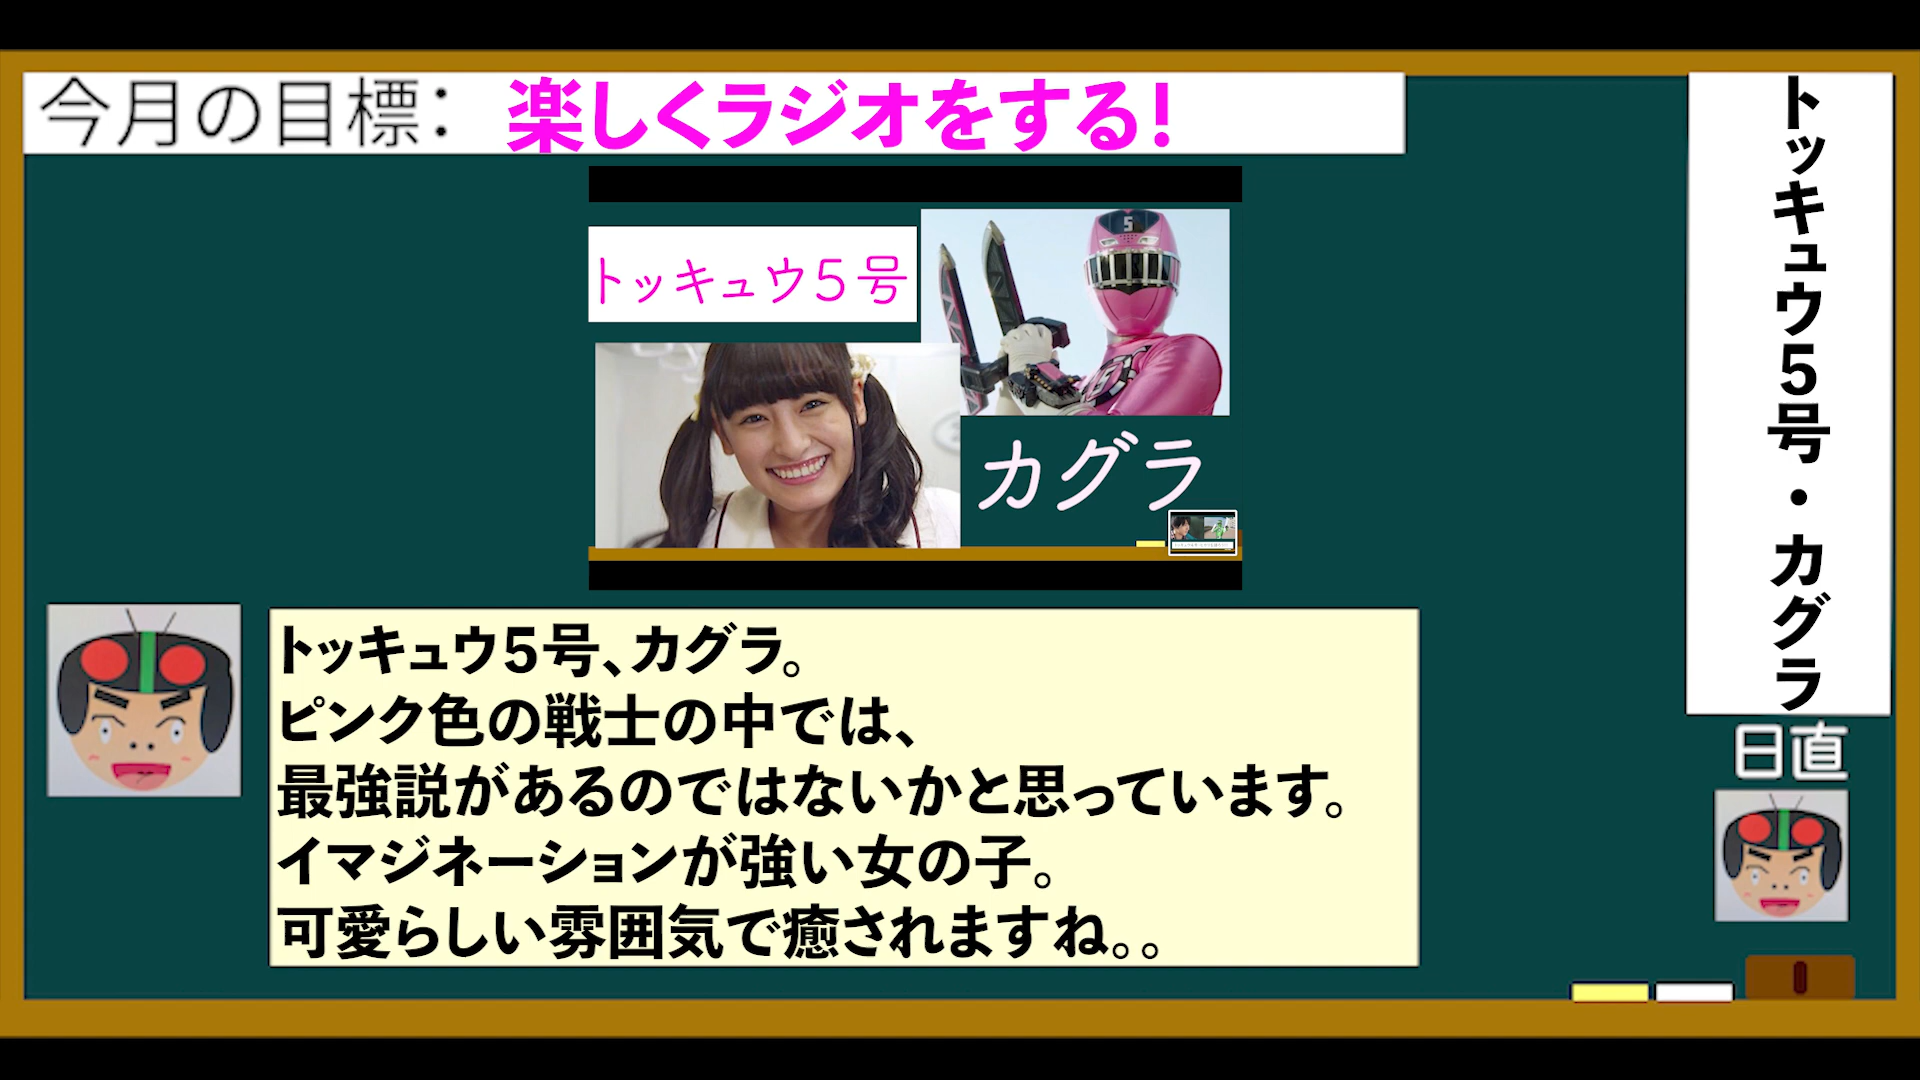 今月の目標： 楽しくラジオをする！
トッキュウ５号・カグラ
トッキュウ５号
5
カグラ
日直
トッキュウ５号、カグラ。
ピンク色の戦士の中では、
最強説があるのではないかと思っています。
イマジネーションが強い女の子。
可愛らしい雰囲気で癒されますね。。